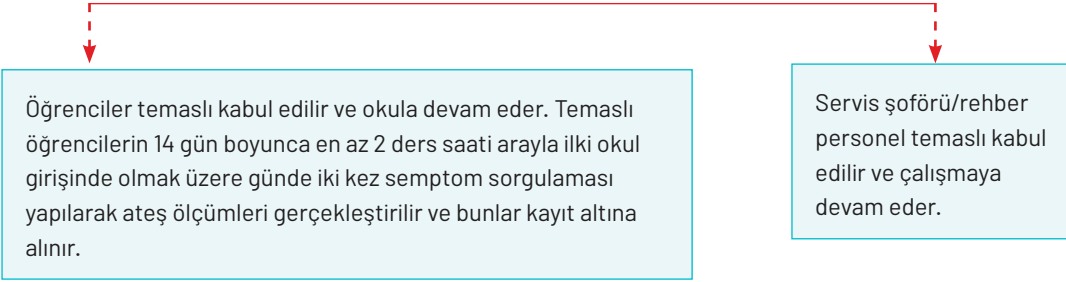 Öğrenciler temaslı kabul edilir ve okula devam eder. Temaslı
öğrencilerin 14 gün boyunca en az 2 ders saati arayla ilki okul
girişinde olmak üzere günde iki kez semptom sorgulaması
yapılarak ateş ölçümleri gerçekleştirilir ve bunlar kayıt altına
alınır.
Servis şoförü/rehber
personel temaslı kabul
edilir ve çalışmaya
devam eder.